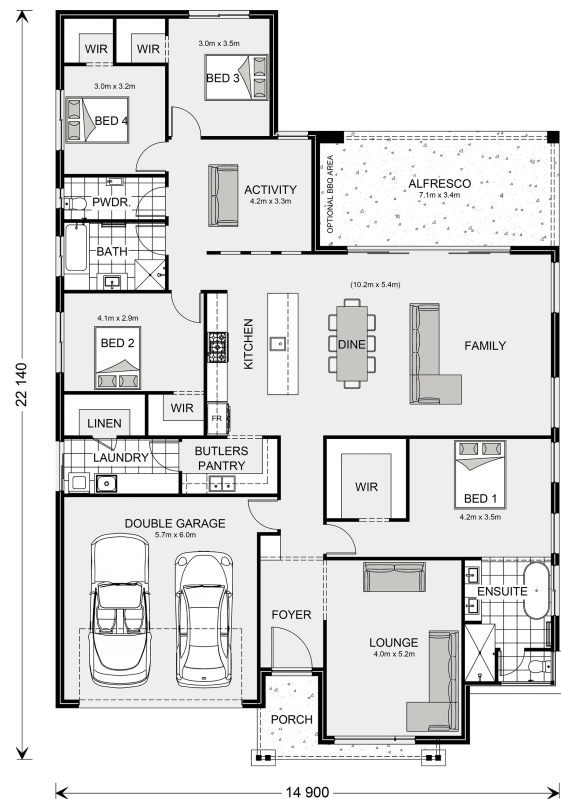 WIR
WIR
3.0m x 3.5m
BED 3
3.0m x 3.2m
BED 4
PWDR.
ACTIVITY
4.2m x 3.3m
OPTIONAL BBQ AREA
ALFRESCO
7.1m x 3.4m
BATH
(10.2m x 5.4m)
4.1m x 2.9m
BED 2
KITCHEN
DINE
FAMILY
WIR
FR
LINEN
LAUNDRY
BUTLERS
PANTRY
WIR
BED 1
4.2m x 3.5m
DOUBLE GARAGE
5.7m x 6.0m
FOYER
ENSUITE
LOUNGE
4.0m x 5.2m
PORCH
22 140
14 900